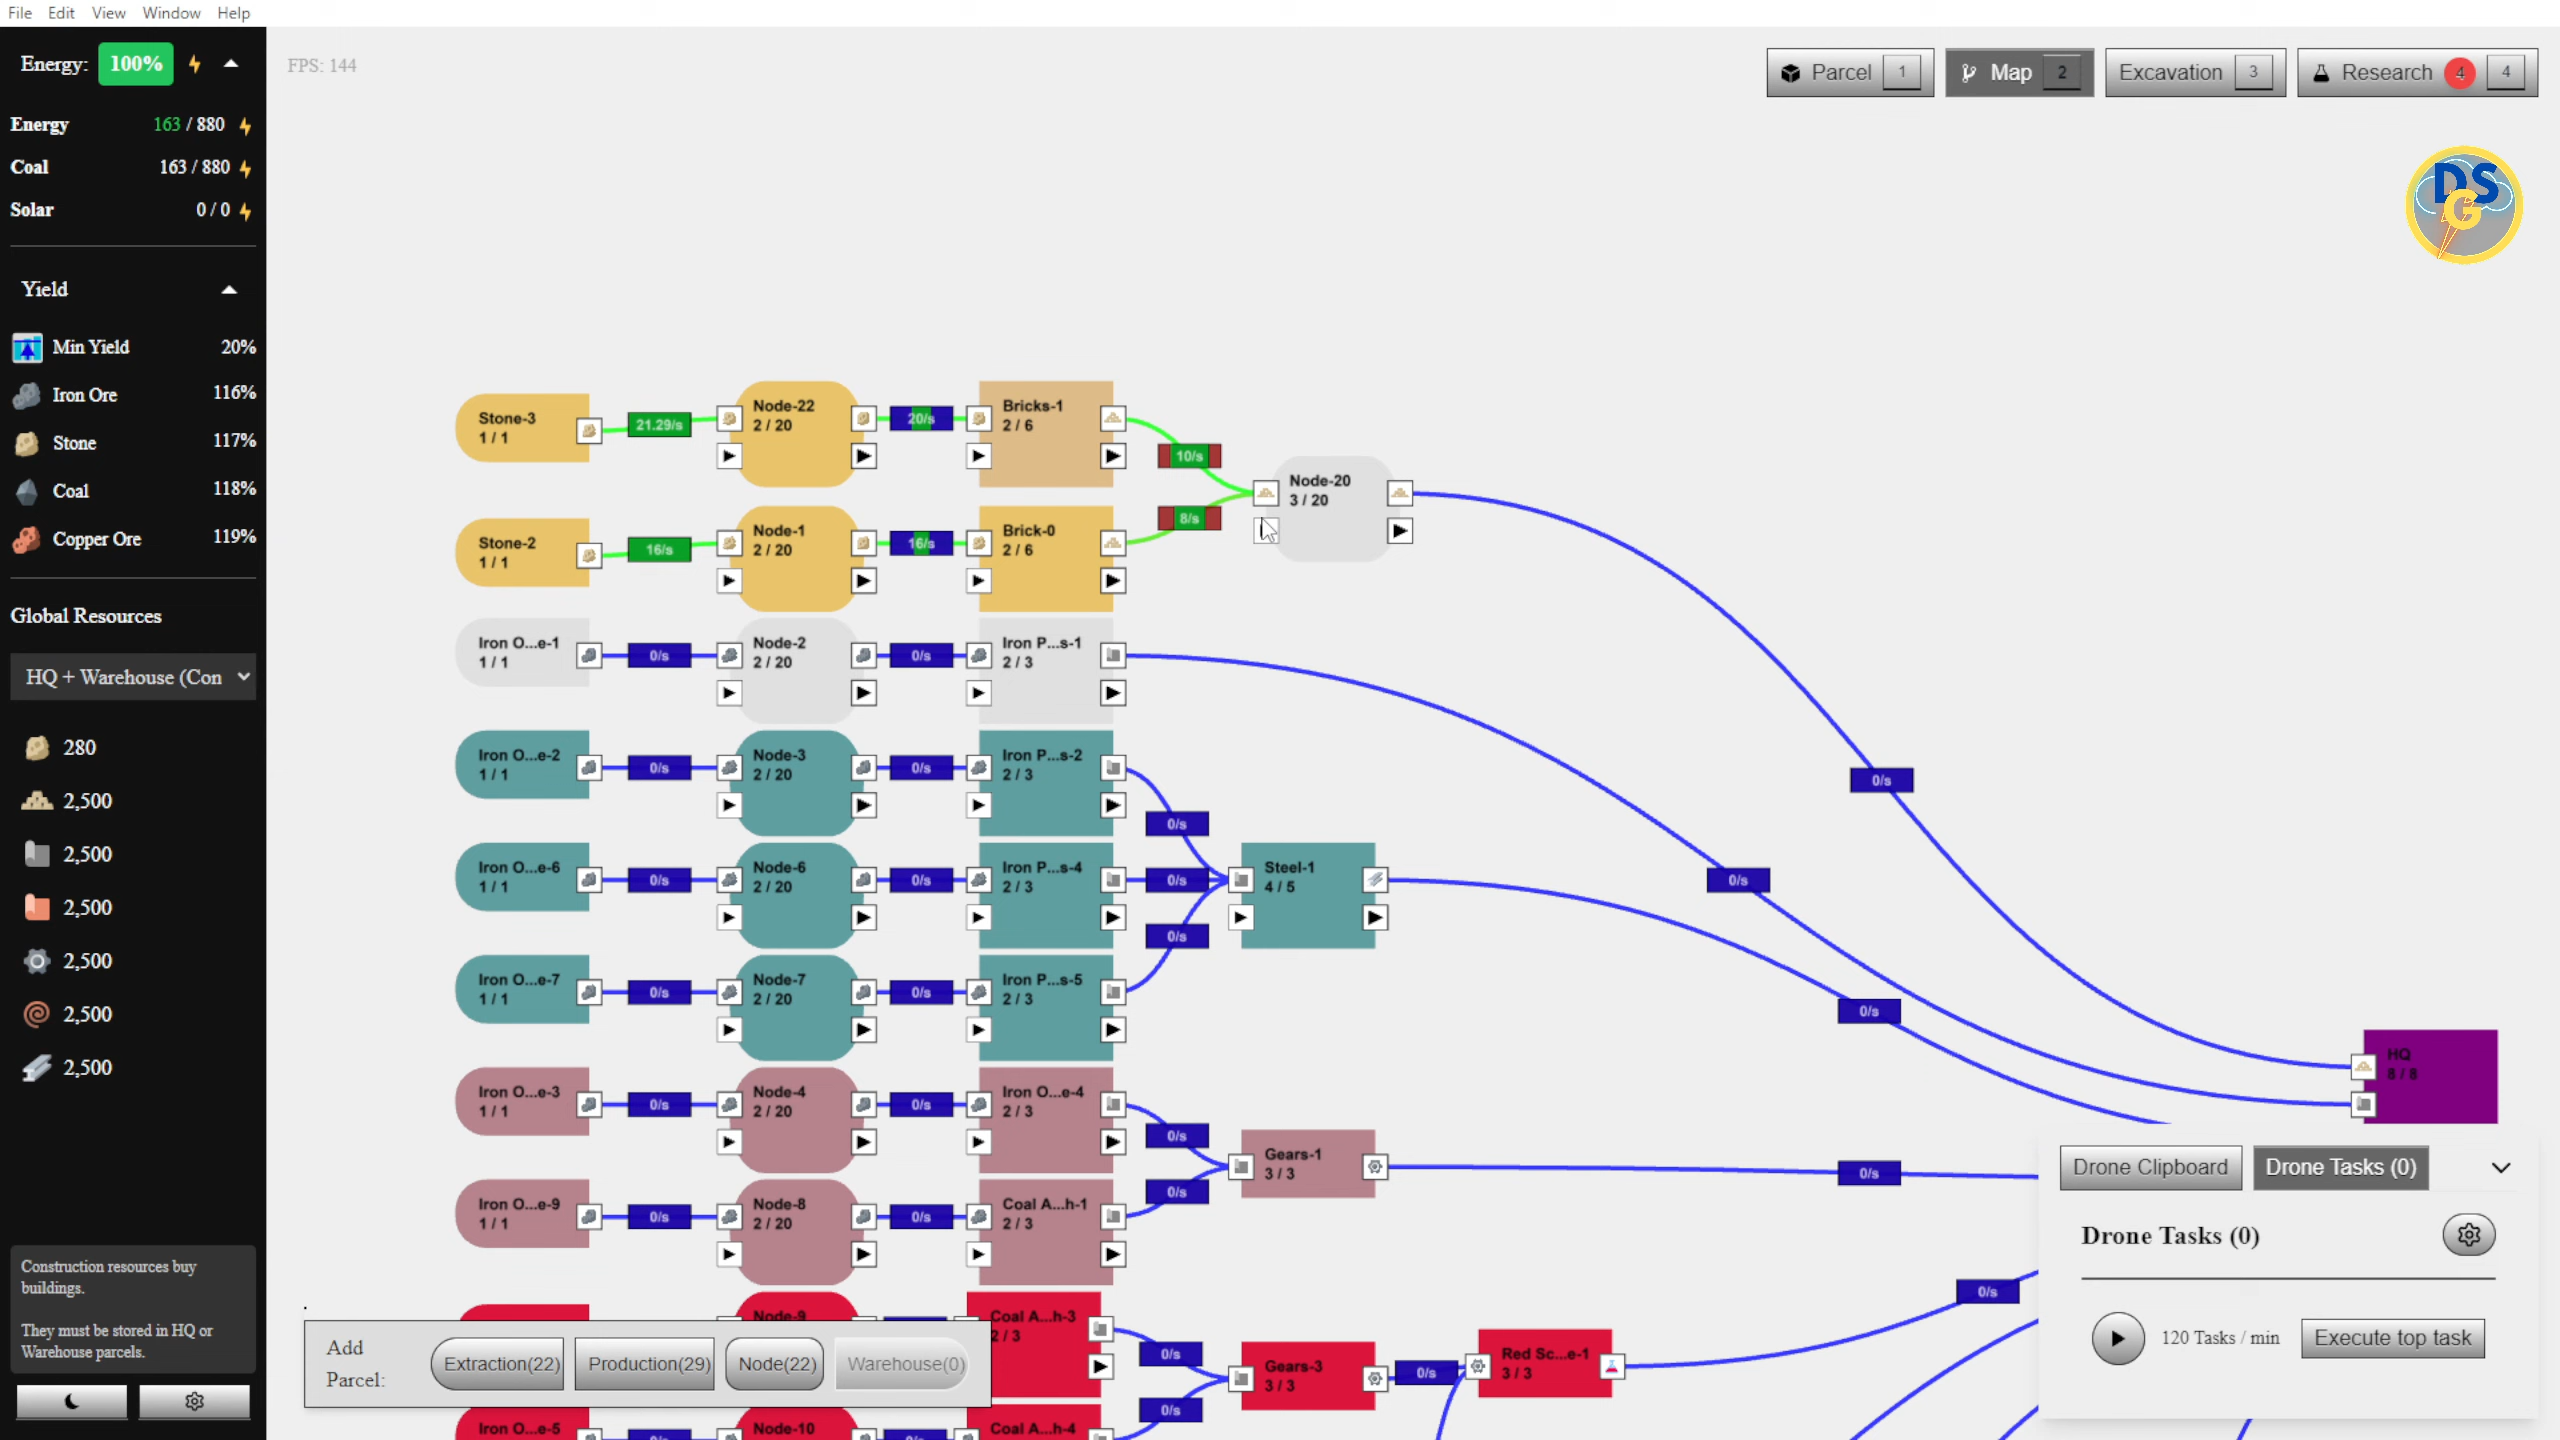 File Edit View Window Help
Energy: 100%
FPS: 144
Parcel 1
Map 2
Excavation 3
Research 4 4
Energy 163 / 880
Coal 163 / 880
Solar 0 / 0
DSG
Yield
Min Yield 20%
Iron Ore 116%
Stone 117%
Coal 118%
Copper Ore 119%
Global Resources
HQ + Warehouse (Con
280
2,500
2,500
2,500
2,500
2,500
2,500
Construction resources buy
buildings.
They must be stored in HQ or
Warehouse parcels.
Stone-3
1 / 1
21.29/s
Node-22
2 / 20
20/s
Bricks-1
2 / 6
10/s
Node-20
3 / 20
0/s
Stone-2
1 / 1
16/s
Node-1
2 / 20
16/s
Brick-0
2 / 6
8/s
Iron O...e-1
1 / 1
0/s
Node-2
2 / 20
0/s
Iron P...s-1
2 / 3
0/s
Iron O...e-2
1 / 1
0/s
Node-3
2 / 20
0/s
Iron P...s-2
2 / 3
0/s
Iron O...e-6
1 / 1
0/s
Node-6
2 / 20
0/s
Iron P...s-4
2 / 3
0/s
Steel-1
4 / 5
0/s
Iron O...e-7
1 / 1
0/s
Node-7
2 / 20
0/s
Iron P...s-5
2 / 3
0/s
HQ
8 / 8
Iron O...e-3
1 / 1
0/s
Node-4
2 / 20
0/s
Iron O...e-4
2 / 3
0/s
Gears-1
3 / 3
0/s
Iron O...e-9
1 / 1
0/s
Node-8
2 / 20
0/s
Coal A...h-1
2 / 3
0/s
Node-9
Coal A...h-3
2 / 3
0/s
Gears-3
3 / 3
0/s
Red Sc...e-1
3 / 3
0/s
Iron O...e-5
0/s
Node-10
0/s
Coal A...h-4
0/s
Add
Parcel:
Extraction(22)
Production(29)
Node(22)
Warehouse(0)
Drone Clipboard
Drone Tasks (0)
Drone Tasks (0)
120 Tasks / min
Execute top task